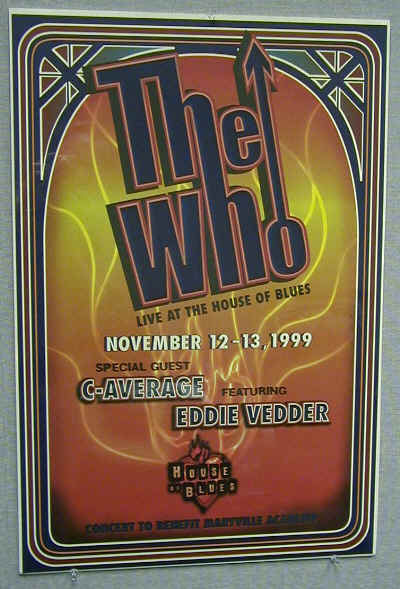 The
Who
LIVE AT THE HOUSE OF BLUES
NOVEMBER 12-13, 1999
SPECIAL GUEST
C-AVERAGE FEATURING
EDDIE VEDDER
HOUSE
OF BLUES
CONCERT TO BENEFIT MARYVILLE ACADEMY